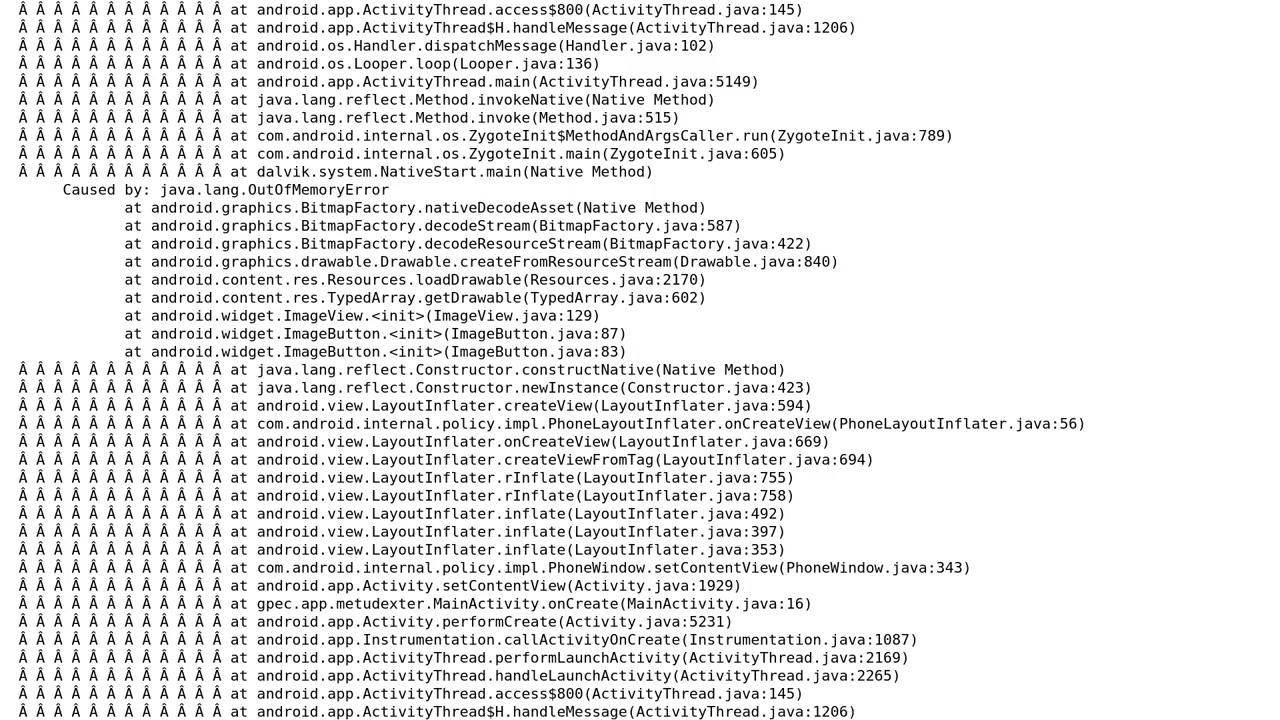 Â Â Â Â Â Â Â Â Â Â Â Â at android.app.ActivityThread.access$800(ActivityThread.java:145)
Â Â Â Â Â Â Â Â Â Â Â Â at android.app.ActivityThread$H.handleMessage(ActivityThread.java:1206)
Â Â Â Â Â Â Â Â Â Â Â Â at android.os.Handler.dispatchMessage(Handler.java:102)
Â Â Â Â Â Â Â Â Â Â Â Â at android.os.Looper.loop(Looper.java:136)
Â Â Â Â Â Â Â Â Â Â Â Â at android.app.ActivityThread.main(ActivityThread.java:5149)
Â Â Â Â Â Â Â Â Â Â Â Â at java.lang.reflect.Method.invokeNative(Native Method)
Â Â Â Â Â Â Â Â Â Â Â Â at java.lang.reflect.Method.invoke(Method.java:515)
Â Â Â Â Â Â Â Â Â Â Â Â at com.android.internal.os.ZygoteInit$MethodAndArgsCaller.run(ZygoteInit.java:789)
Â Â Â Â Â Â Â Â Â Â Â Â at com.android.internal.os.ZygoteInit.main(ZygoteInit.java:605)
Â Â Â Â Â Â Â Â Â Â Â Â at dalvik.system.NativeStart.main(Native Method)
Caused by: java.lang.OutOfMemoryError
at android.graphics.BitmapFactory.nativeDecodeAsset(Native Method)
at android.graphics.BitmapFactory.decodeStream(BitmapFactory.java:587)
at android.graphics.BitmapFactory.decodeResourceStream(BitmapFactory.java:422)
at android.graphics.drawable.Drawable.createFromResourceStream(Drawable.java:840)
at android.content.res.Resources.loadDrawable(Resources.java:2170)
at android.content.res.TypedArray.getDrawable(TypedArray.java:602)
at android.widget.ImageView.<init>(ImageView.java:129)
at android.widget.ImageButton.<init>(ImageButton.java:87)
at android.widget.ImageButton.<init>(ImageButton.java:83)
Â Â Â Â Â Â Â Â Â Â Â Â at java.lang.reflect.Constructor.constructNative(Native Method)
Â Â Â Â Â Â Â Â Â Â Â Â at java.lang.reflect.Constructor.newInstance(Constructor.java:423)
Â Â Â Â Â Â Â Â Â Â Â Â at android.view.LayoutInflater.createView(LayoutInflater.java:594)
Â Â Â Â Â Â Â Â Â Â Â Â at com.android.internal.policy.impl.PhoneLayoutInflater.onCreateView(PhoneLayoutInflater.java:56)
Â Â Â Â Â Â Â Â Â Â Â Â at android.view.LayoutInflater.onCreateView(LayoutInflater.java:669)
Â Â Â Â Â Â Â Â Â Â Â Â at android.view.LayoutInflater.createViewFromTag(LayoutInflater.java:694)
Â Â Â Â Â Â Â Â Â Â Â Â at android.view.LayoutInflater.rInflate(LayoutInflater.java:755)
Â Â Â Â Â Â Â Â Â Â Â Â at android.view.LayoutInflater.rInflate(LayoutInflater.java:758)
Â Â Â Â Â Â Â Â Â Â Â Â at android.view.LayoutInflater.inflate(LayoutInflater.java:492)
Â Â Â Â Â Â Â Â Â Â Â Â at android.view.LayoutInflater.inflate(LayoutInflater.java:397)
Â Â Â Â Â Â Â Â Â Â Â Â at android.view.LayoutInflater.inflate(LayoutInflater.java:353)
Â Â Â Â Â Â Â Â Â Â Â Â at com.android.internal.policy.impl.PhoneWindow.setContentView(PhoneWindow.java:343)
Â Â Â Â Â Â Â Â Â Â Â Â at android.app.Activity.setContentView(Activity.java:1929)
Â Â Â Â Â Â Â Â Â Â Â Â at gpec.app.metudexter.MainActivity.onCreate(MainActivity.java:16)
Â Â Â Â Â Â Â Â Â Â Â Â at android.app.Activity.performCreate(Activity.java:5231)
Â Â Â Â Â Â Â Â Â Â Â Â at android.app.Instrumentation.callActivityOnCreate(Instrumentation.java:1087)
Â Â Â Â Â Â Â Â Â Â Â Â at android.app.ActivityThread.performLaunchActivity(ActivityThread.java:2169)
Â Â Â Â Â Â Â Â Â Â Â Â at android.app.ActivityThread.handleLaunchActivity(ActivityThread.java:2265)
Â Â Â Â Â Â Â Â Â Â Â Â at android.app.ActivityThread.access$800(ActivityThread.java:145)
Â Â Â Â Â Â Â Â Â Â Â Â at android.app.ActivityThread$H.handleMessage(ActivityThread.java:1206)